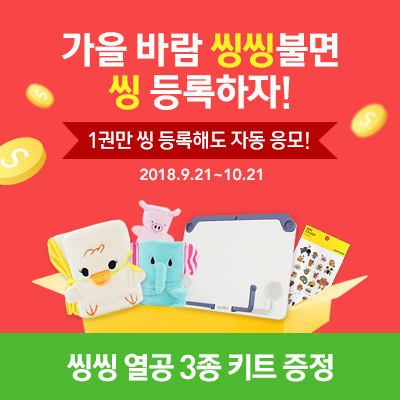 가을 바람 씽씽불면
씽 등록하자!
1권만 씽 등록해도 자동 응모!
2018.9.21~10.21
씽씽 열공 3종 키트 증정